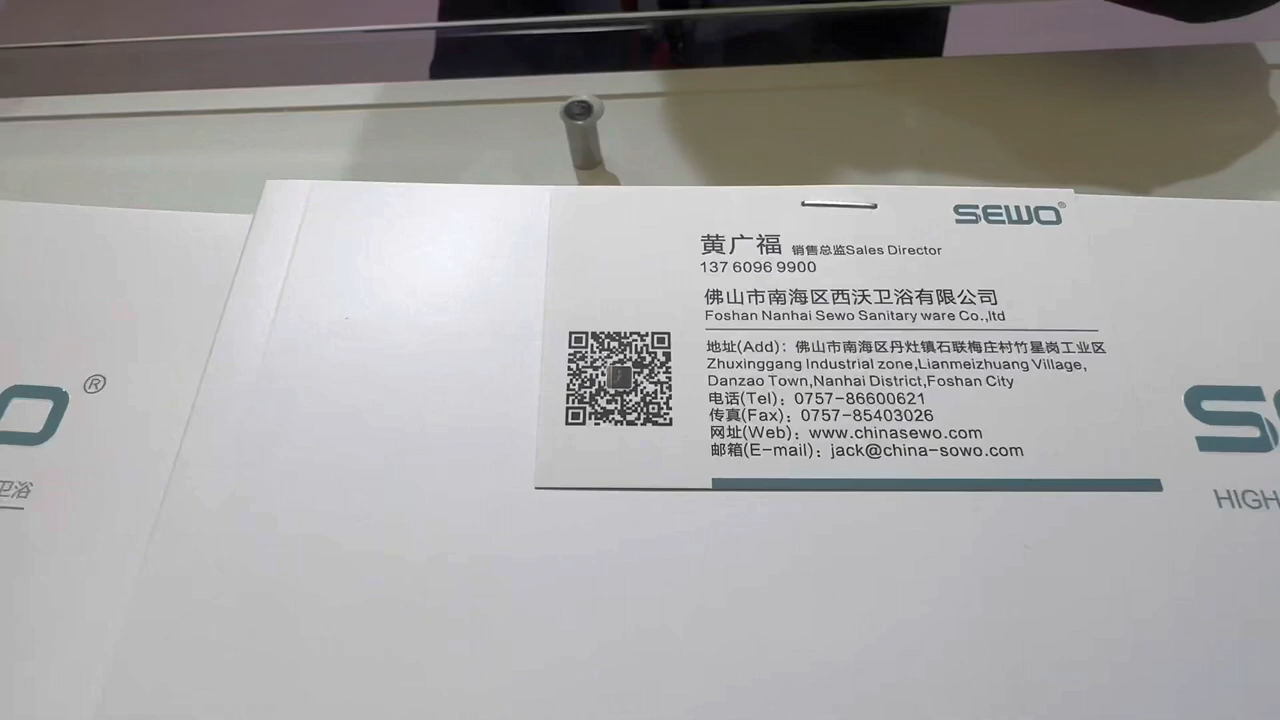 SEWO®
黄广福 销售总监Sales Director
137 6096 9900
佛山市南海区西沃卫浴有限公司
Foshan Nanhai Sewo Sanitary ware Co.,ltd
地址(Add): 佛山市南海区丹灶镇石联梅庄村竹星岗工业区
Zhuxinggang Industrial zone,Lianmeizhuang Village,
Danzao Town,Nanhai District,Foshan City
电话(Tel): 0757-86600621
传真(Fax): 0757-85403026
网址(Web): www.chinasewo.com
邮箱(E-mail): jack@china-sowo.com
O®
卫浴
SE
HIGH